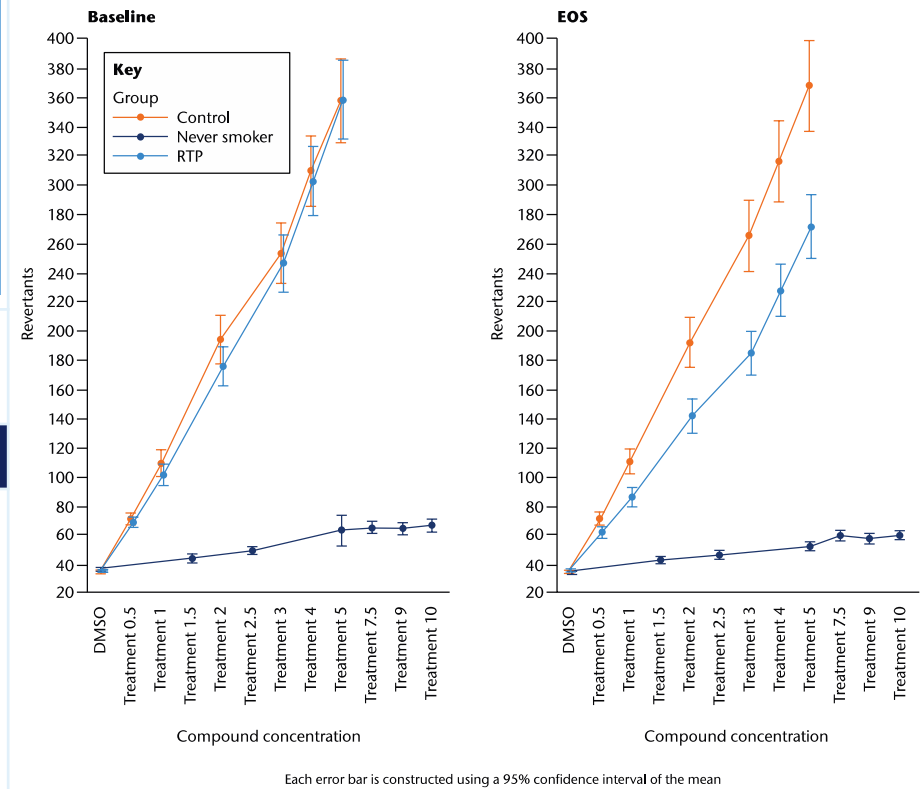 Baseline
400
380
360
340
320
300
180
260
240
220
200
180
160
140
120
100
80
60
40
20
Revertants
Key
Group
Control
Never smoker
RTP
DMSO
Treatment 0.5
Treatment 1
Treatment 1.5
Treatment 2
Treatment 2.5
Treatment 3
Treatment 4
Treatment 5
Treatment 7.5
Treatment 9
Treatment 10
Compound concentration
EOS
400
380
360
340
320
300
180
260
240
220
200
180
160
140
120
100
80
60
40
20
Revertants
DMSO
Treatment 0.5
Treatment 1
Treatment 1.5
Treatment 2
Treatment 2.5
Treatment 3
Treatment 4
Treatment 5
Treatment 7.5
Treatment 9
Treatment 10
Compound concentration
Each error bar is constructed using a 95% confidence interval of the mean